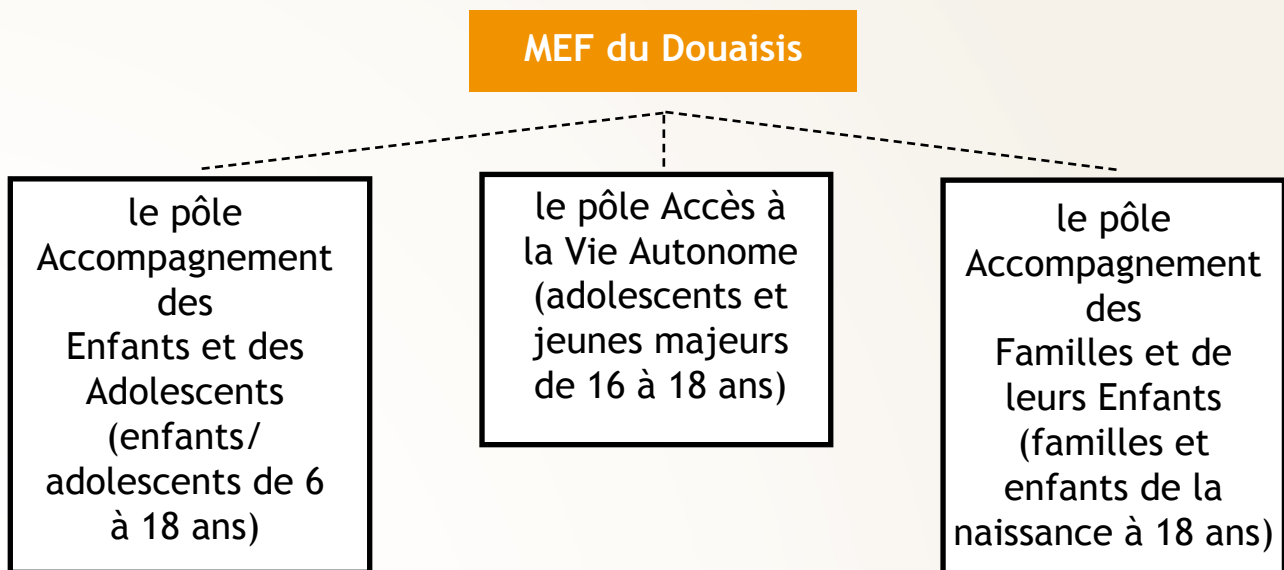 MEF du Douaisis
le pôle
Accompagnement
des
Enfants et des
Adolescents
(enfants/
adolescents de 6
à 18 ans)
le pôle Accès à
la Vie Autonome
(adolescents et
jeunes majeurs
de 16 à 18 ans)
le pôle
Accompagnement
des
Familles et de
leurs Enfants
(familles et
enfants de la
naissance à 18 ans)